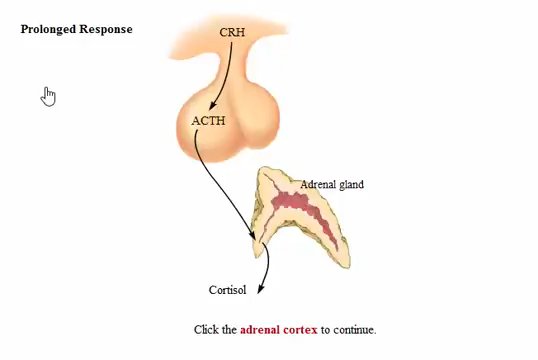 Prolonged Response
CRH
ACTH
Adrenal gland
Cortisol
Click the adrenal cortex to continue.